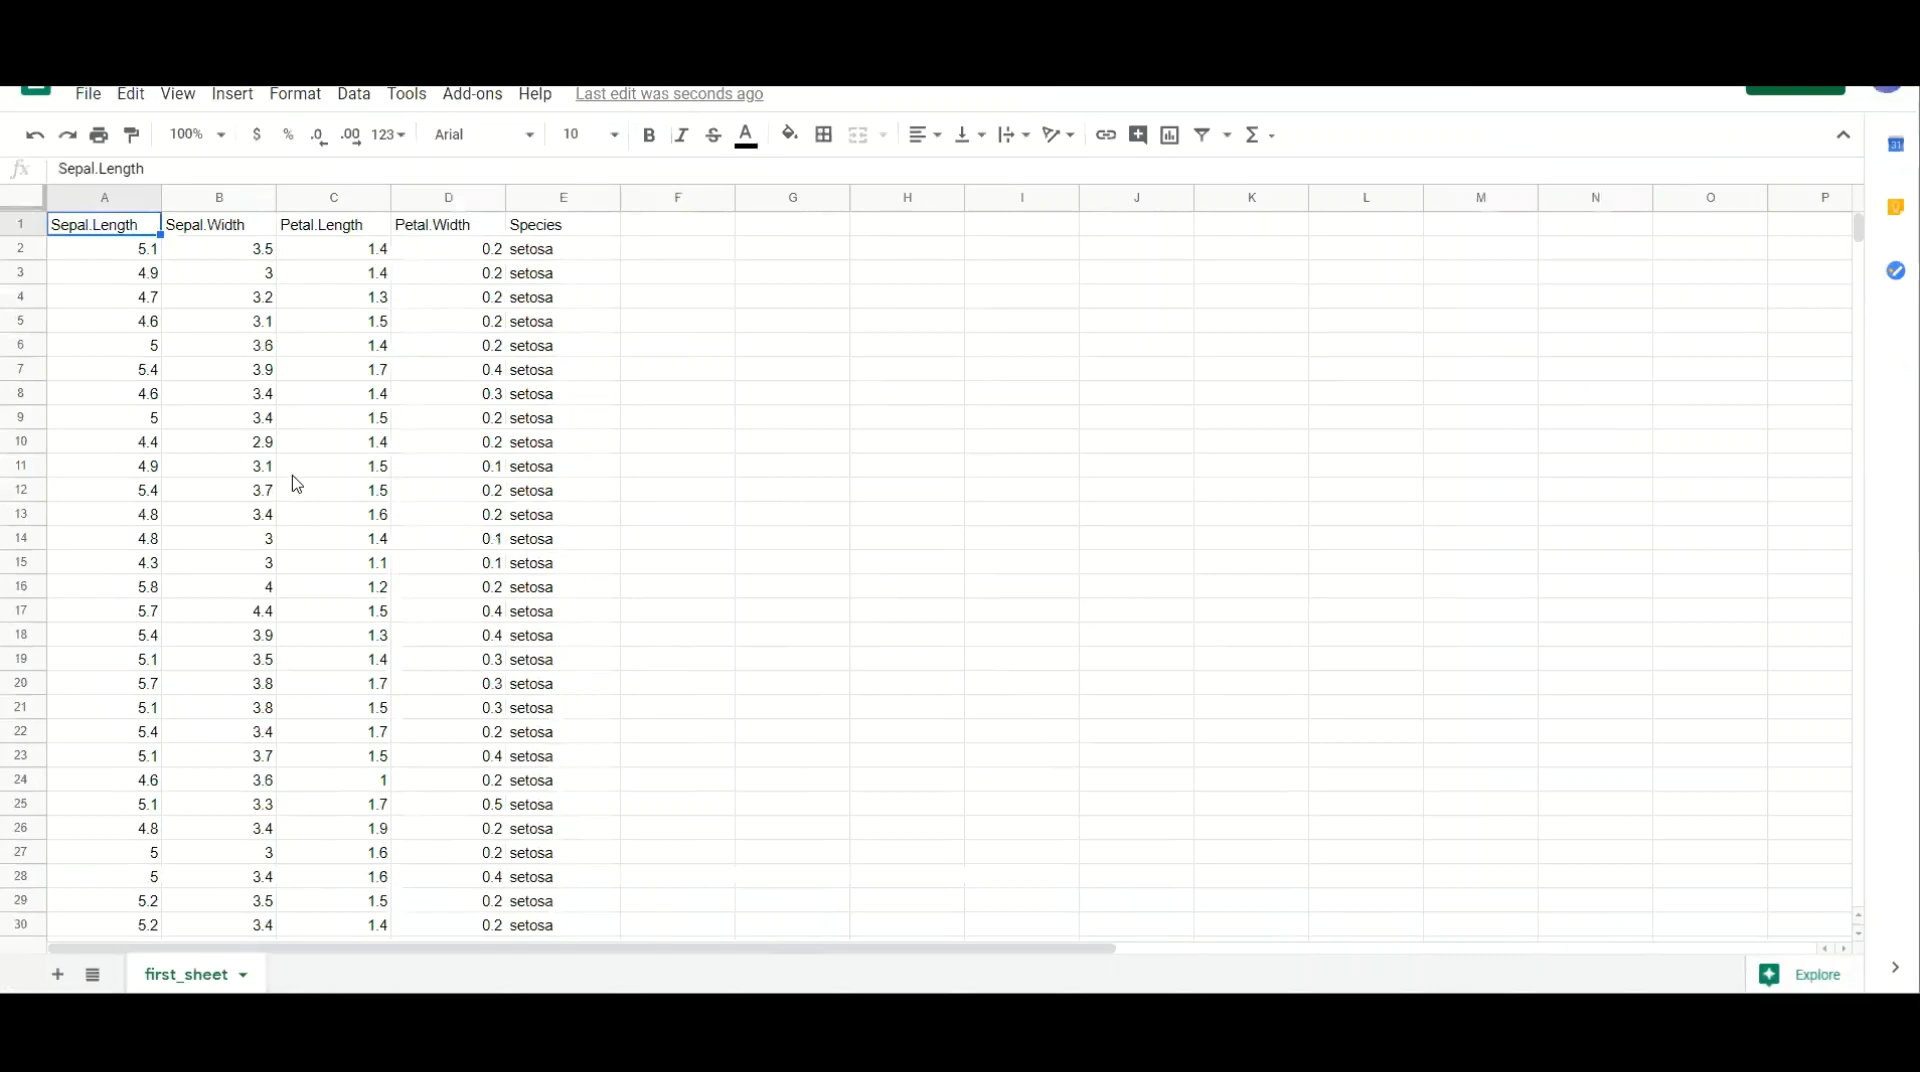 File Edit View Insert Format Data Tools Add-ons Help Last edit was seconds ago
100% $ % .0 .00 123 Arial 10 B I S A Σ
31
fx Sepal.Length
A B C D E F G H I J K L M N O P
1 Sepal.Length Sepal.Width Petal.Length Petal.Width Species
2 5.1 3.5 1.4 0.2 setosa
3 4.9 3 1.4 0.2 setosa
4 4.7 3.2 1.3 0.2 setosa
5 4.6 3.1 1.5 0.2 setosa
6 5 3.6 1.4 0.2 setosa
7 5.4 3.9 1.7 0.4 setosa
8 4.6 3.4 1.4 0.3 setosa
9 5 3.4 1.5 0.2 setosa
10 4.4 2.9 1.4 0.2 setosa
11 4.9 3.1 1.5 0.1 setosa
12 5.4 3.7 1.5 0.2 setosa
13 4.8 3.4 1.6 0.2 setosa
14 4.8 3 1.4 0.1 setosa
15 4.3 3 1.1 0.1 setosa
16 5.8 4 1.2 0.2 setosa
17 5.7 4.4 1.5 0.4 setosa
18 5.4 3.9 1.3 0.4 setosa
19 5.1 3.5 1.4 0.3 setosa
20 5.7 3.8 1.7 0.3 setosa
21 5.1 3.8 1.5 0.3 setosa
22 5.4 3.4 1.7 0.2 setosa
23 5.1 3.7 1.5 0.4 setosa
24 4.6 3.6 1 0.2 setosa
25 5.1 3.3 1.7 0.5 setosa
26 4.8 3.4 1.9 0.2 setosa
27 5 3 1.6 0.2 setosa
28 5 3.4 1.6 0.4 setosa
29 5.2 3.5 1.5 0.2 setosa
30 5.2 3.4 1.4 0.2 setosa
first_sheet Explore